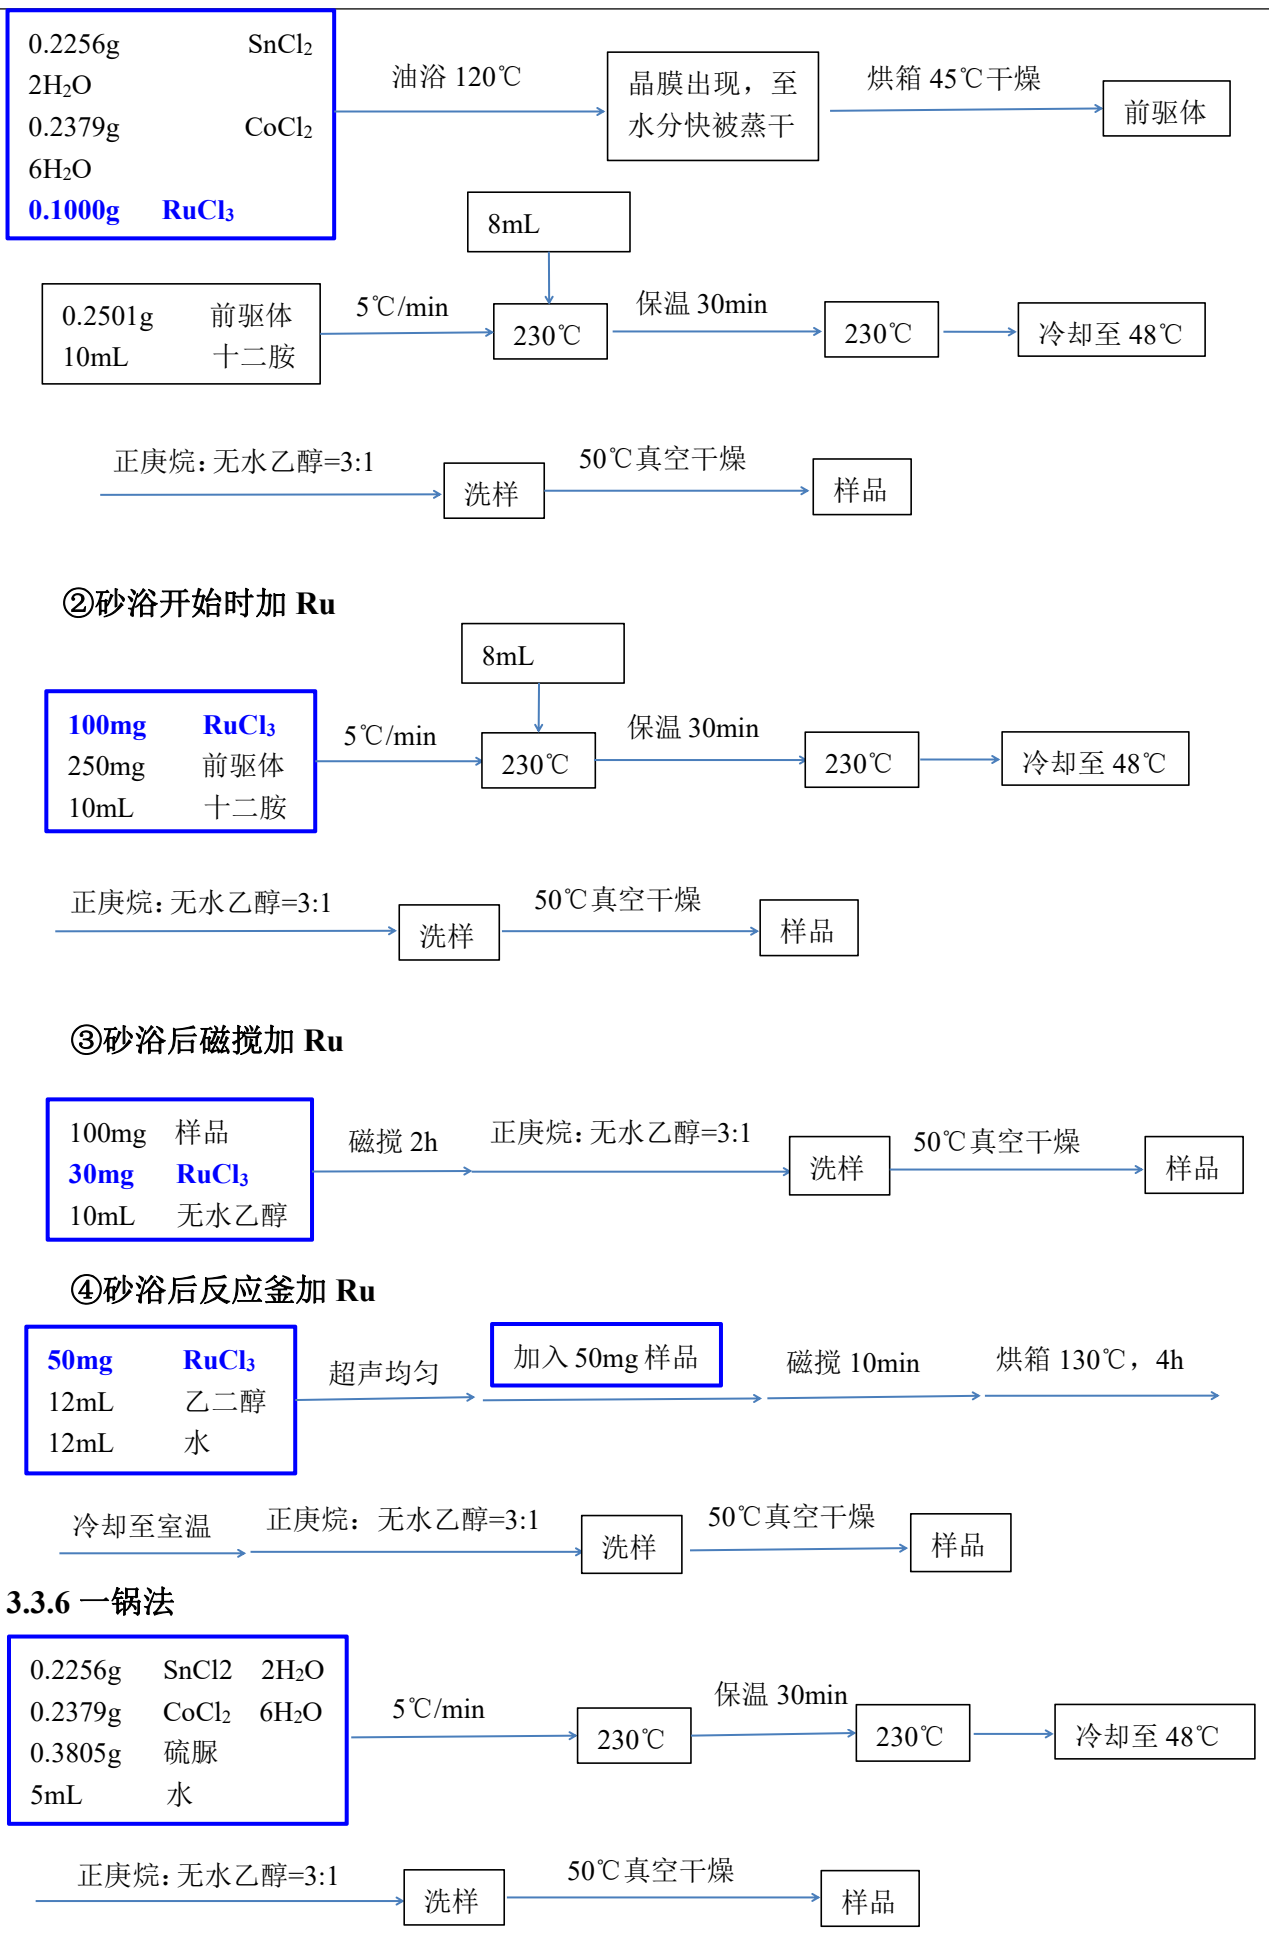 0.2256g SnCl₂
2H₂O
0.2379g CoCl₂
6H₂O
0.1000g RuCl₃
油浴 120℃
晶膜出现，至
水分快被蒸干
烘箱 45℃干燥
前驱体
8mL
0.2501g 前驱体
10mL 十二胺
5℃/min
230℃
保温 30min
230℃
冷却至 48℃
正庚烷：无水乙醇=3:1
洗样
50℃真空干燥
样品
②砂浴开始时加 Ru
8mL
100mg RuCl₃
250mg 前驱体
10mL 十二胺
5℃/min
230℃
保温 30min
230℃
冷却至 48℃
正庚烷：无水乙醇=3:1
洗样
50℃真空干燥
样品
③砂浴后磁搅加 Ru
100mg 样品
30mg RuCl₃
10mL 无水乙醇
磁搅 2h
正庚烷：无水乙醇=3:1
洗样
50℃真空干燥
样品
④砂浴后反应釜加 Ru
50mg RuCl₃
12mL 乙二醇
12mL 水
超声均匀
加入 50mg 样品
磁搅 10min
烘箱 130℃，4h
冷却至室温
正庚烷：无水乙醇=3:1
洗样
50℃真空干燥
样品
3.3.6 一锅法
0.2256g SnCl2 2H₂O
0.2379g CoCl₂ 6H₂O
0.3805g 硫脲
5mL 水
5℃/min
230℃
保温 30min
230℃
冷却至 48℃
正庚烷：无水乙醇=3:1
洗样
50℃真空干燥
样品